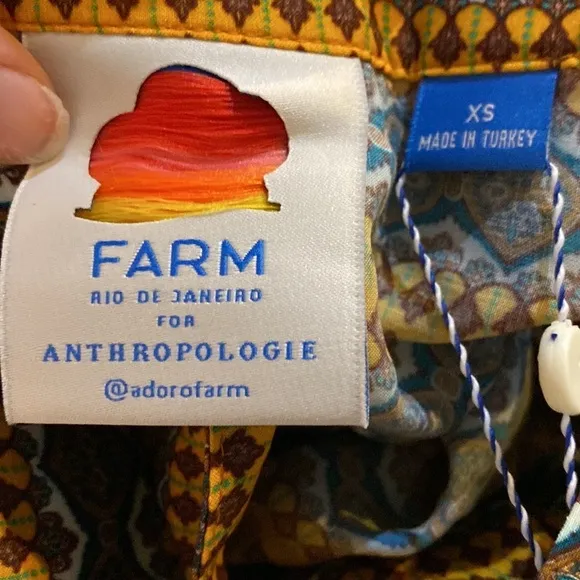 FARM
RIO DE JANEIRO
FOR
ANTHROPOLOGIE
@adorofarm
XS
MADE IN TURKEY